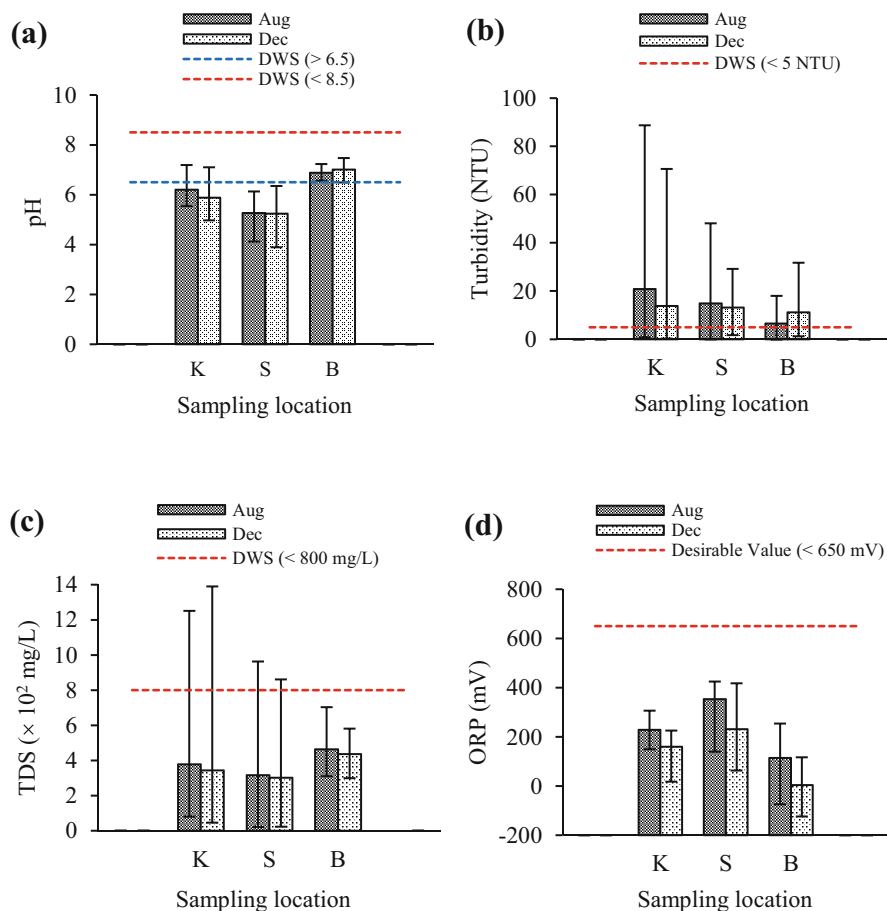 (a)
Aug
Dec
DWS (> 6.5)
DWS (< 8.5)
10
8
6
4
2
0
pH
K S B
Sampling location
(b)
Aug
Dec
DWS (< 5 NTU)
100
80
60
40
20
0
Turbidity (NTU)
K S B
Sampling location
(c)
Aug
Dec
DWS (< 800 mg/L)
14
12
10
8
6
4
2
0
TDS (× 10² mg/L)
K S B
Sampling location
(d)
Aug
Dec
Desirable Value (< 650 mV)
800
600
400
200
0
-200
ORP (mV)
K S B
Sampling location